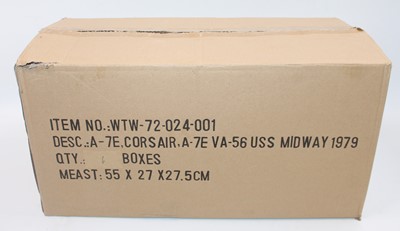 ITEM NO.:WTW-72-024-001
DESC.:A-7E,CORSAIR,A-7E VA-56 USS MIDWAY 1979
QTY.: BOXES
MEAST: 55 X 27 X27.5CM